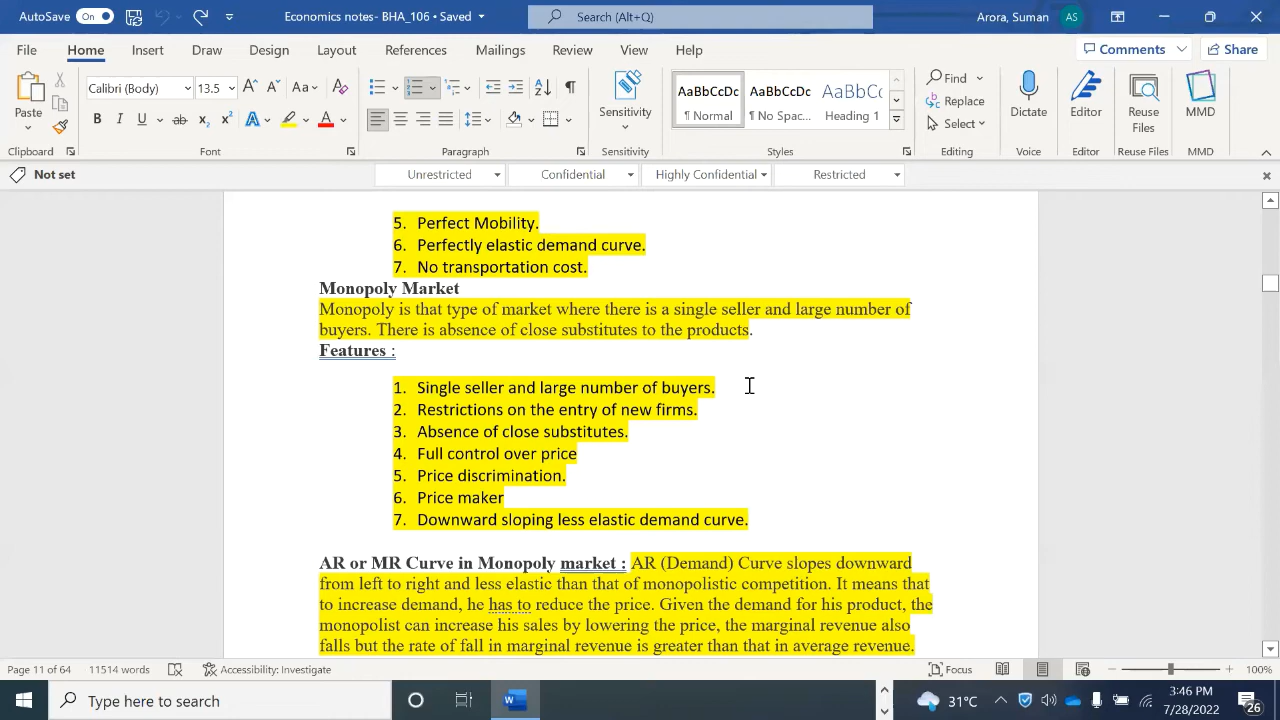 AutoSave On Economics notes- BHA_106 • Saved Search (Alt+Q) Arora, Suman AS
File Home Insert Draw Design Layout References Mailings Review View Help Comments Share
Calibri (Body) 13.5 AaBbCcDc AaBbCcDc AaBbCc Find
Paste Sensitivity ¶ Normal ¶ No Spac... Heading 1 Replace Select Dictate Editor Reuse Files MMD
Clipboard Font Paragraph Sensitivity Styles Editing Voice Editor Reuse Files MMD
Not set Unrestricted Confidential Highly Confidential Restricted
5. Perfect Mobility.
6. Perfectly elastic demand curve.
7. No transportation cost.
Monopoly Market
Monopoly is that type of market where there is a single seller and large number of
buyers. There is absence of close substitutes to the products.
Features :
1. Single seller and large number of buyers.
2. Restrictions on the entry of new firms.
3. Absence of close substitutes.
4. Full control over price
5. Price discrimination.
6. Price maker
7. Downward sloping less elastic demand curve.
AR or MR Curve in Monopoly market : AR (Demand) Curve slopes downward
from left to right and less elastic than that of monopolistic competition. It means that
to increase demand, he has to reduce the price. Given the demand for his product, the
monopolist can increase his sales by lowering the price, the marginal revenue also
falls but the rate of fall in marginal revenue is greater than that in average revenue.
Page 11 of 64 11514 words Accessibility: Investigate Focus 100%
Type here to search 31°C 3:46 PM
7/28/2022 26